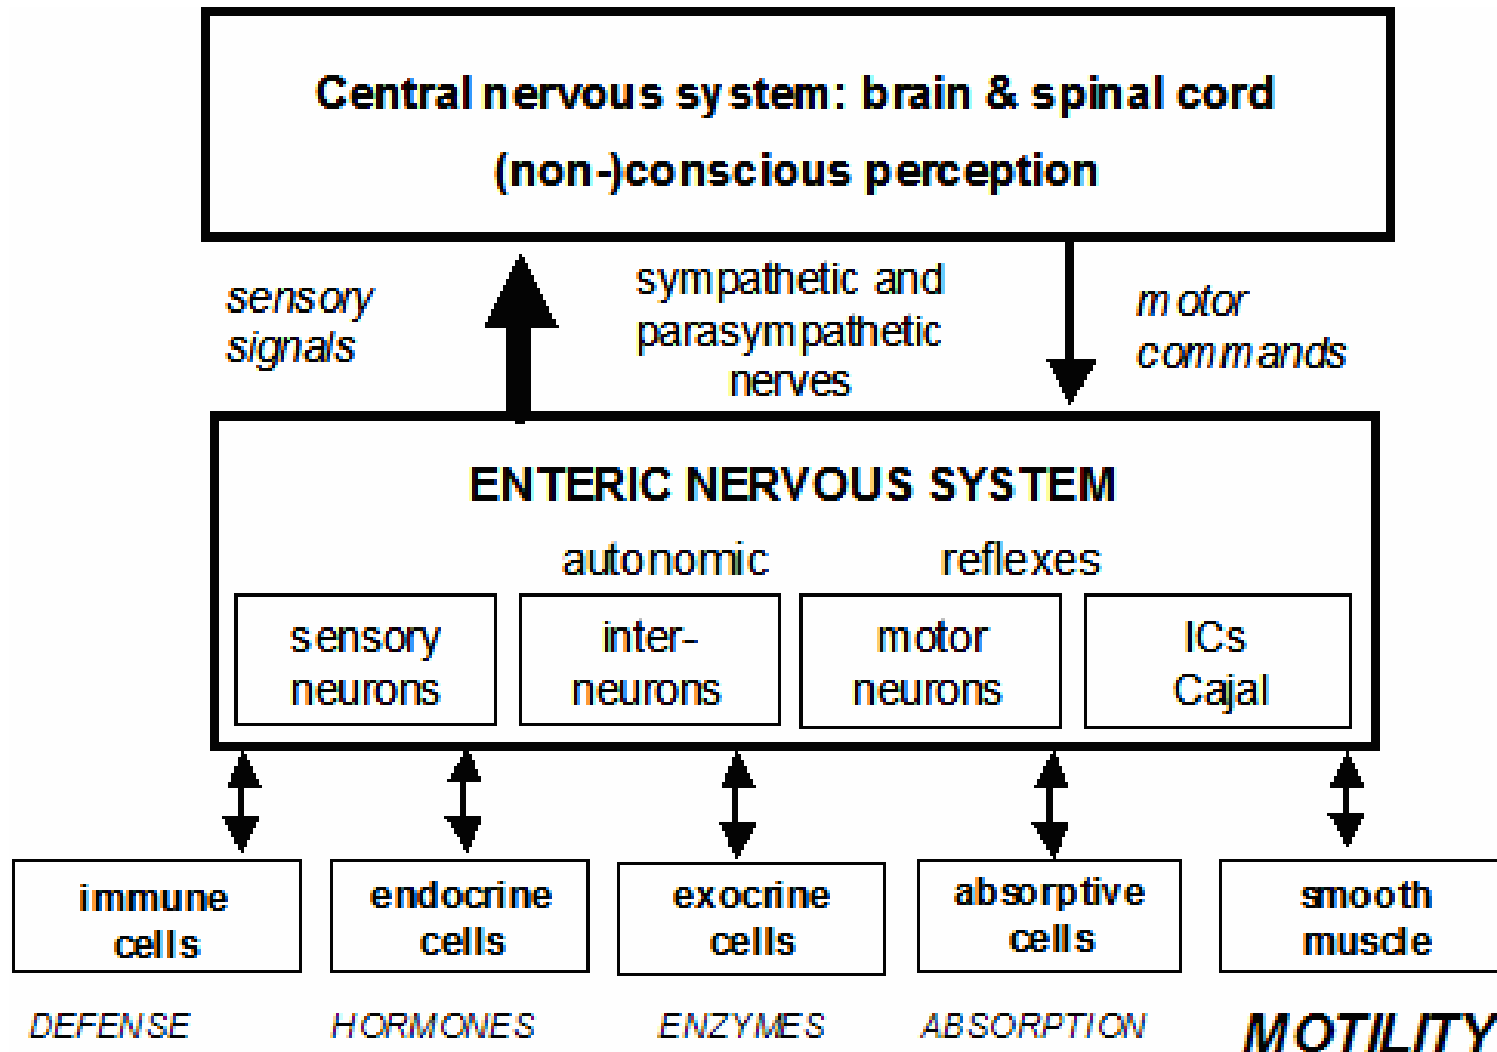 Central nervous system: brain & spinal cord
(non-)conscious perception
sensory
signals
sympathetic and
parasympathetic
nerves
motor
commands
ENTERIC NERVOUS SYSTEM
autonomic reflexes
sensory
neurons
inter-
neurons
motor
neurons
ICs
Cajal
immune
cells
endocrine
cells
exocrine
cells
absorptive
cells
smooth
muscle
DEFENSE
HORMONES
ENZYMES
ABSORPTION
MOTILITY